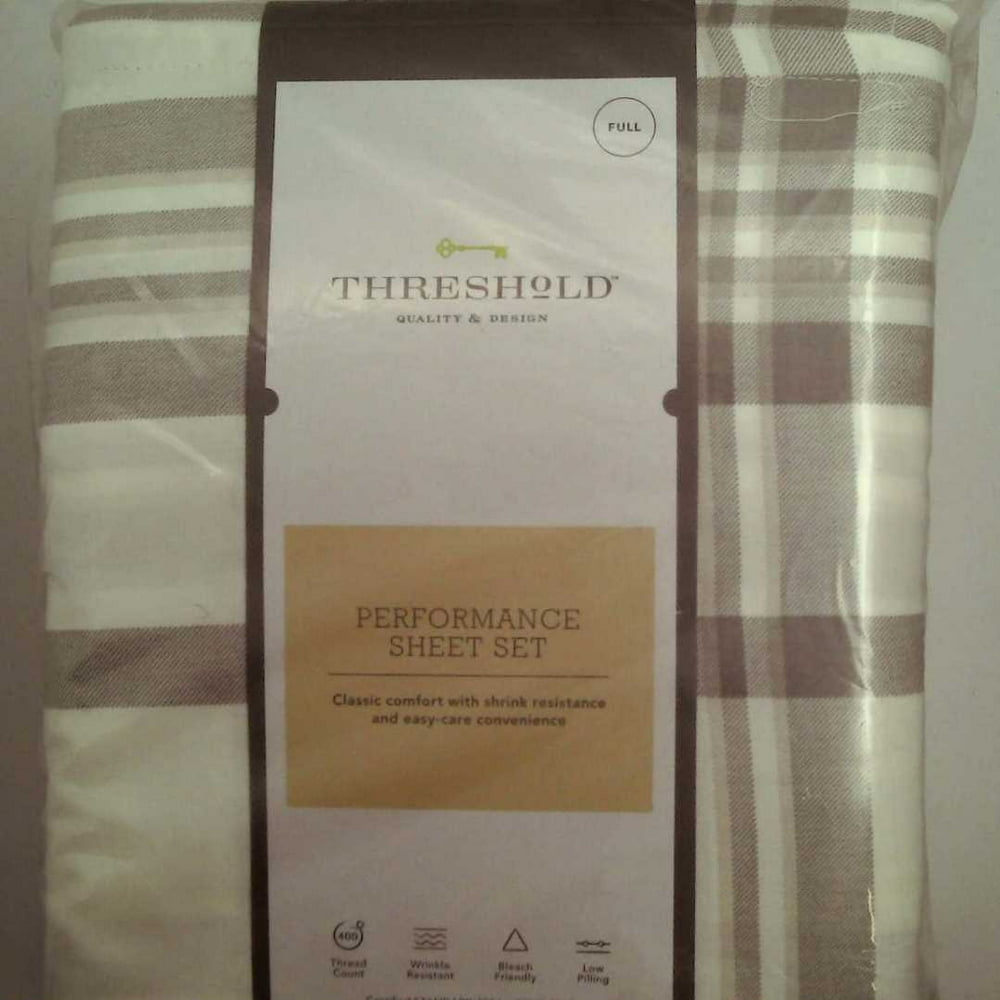 FULL
THRESHOLD™
QUALITY & DESIGN
PERFORMANCE
SHEET SET
Classic comfort with shrink resistance
and easy-care convenience
400
Thread
Count
Wrinkle
Resistant
Bleach
Friendly
Low
Pilling